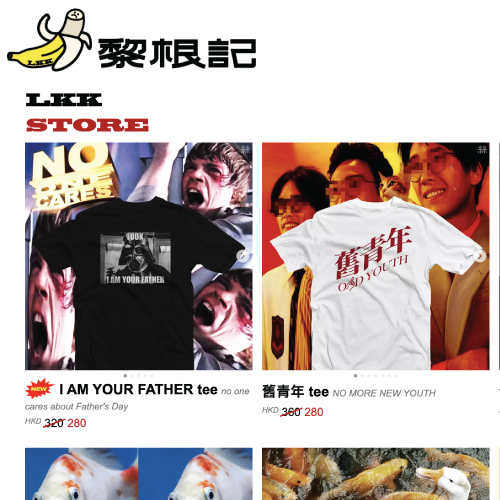 LKK
黎根記
LKK
STORE
NO
ONE
CARES
LOOK
I AM YOUR FATHER
舊青年
OLD YOUTH
NEW
I AM YOUR FATHER tee no one
cares about Father's Day
HKD 320 280
舊青年 tee NO MORE NEW YOUTH
HKD 360 280